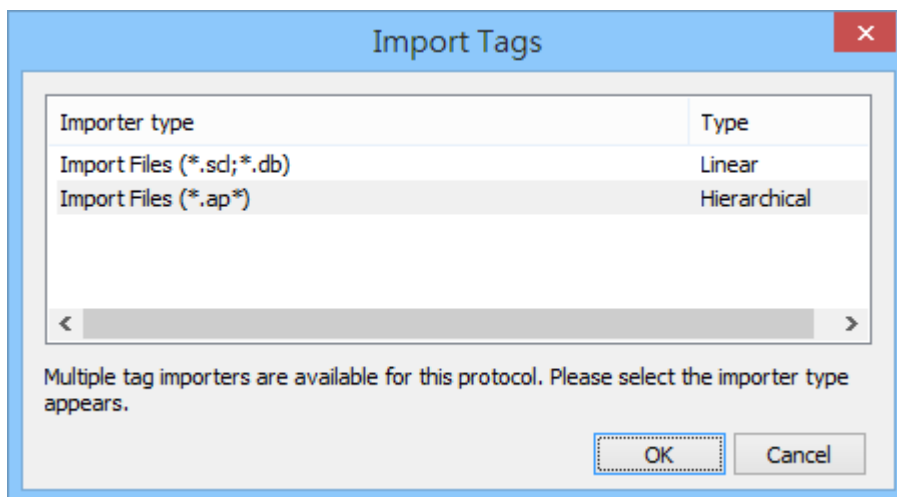 Import Tags
Importer type Type
Import Files (*.scl;*.db) Linear
Import Files (*.ap*) Hierarchical
Multiple tag importers are available for this protocol. Please select the importer type
appears.
OK Cancel